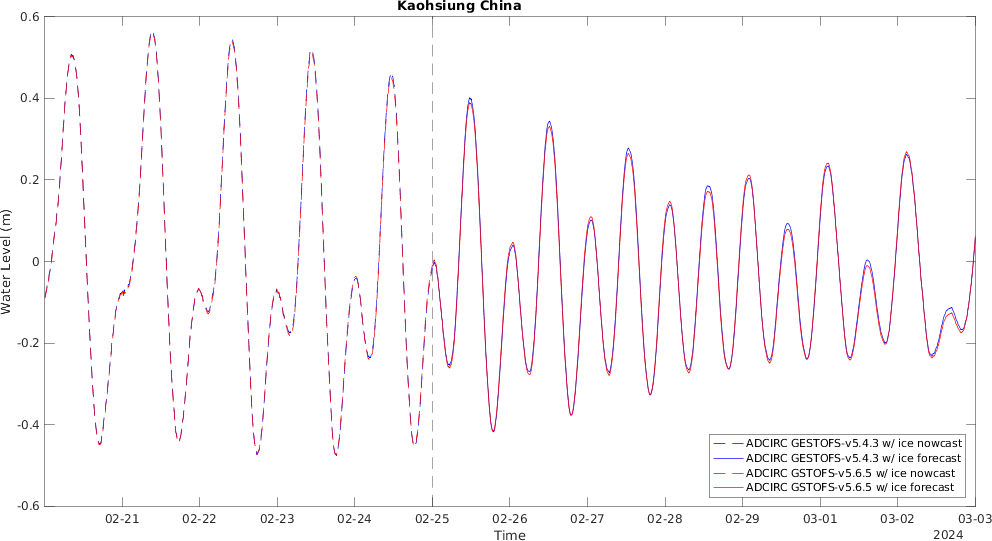 Kaohsiung China
0.6
0.4
0.2
0
-0.2
-0.4
-0.6
Water Level (m)
02-21 02-22 02-23 02-24 02-25 02-26 02-27 02-28 02-29 03-01 03-02 03-03
Time
2024
ADCIRC GESTOFS-v5.4.3 w/ ice nowcast
ADCIRC GESTOFS-v5.4.3 w/ ice forecast
ADCIRC GSTOFS-v5.6.5 w/ ice nowcast
ADCIRC GSTOFS-v5.6.5 w/ ice forecast